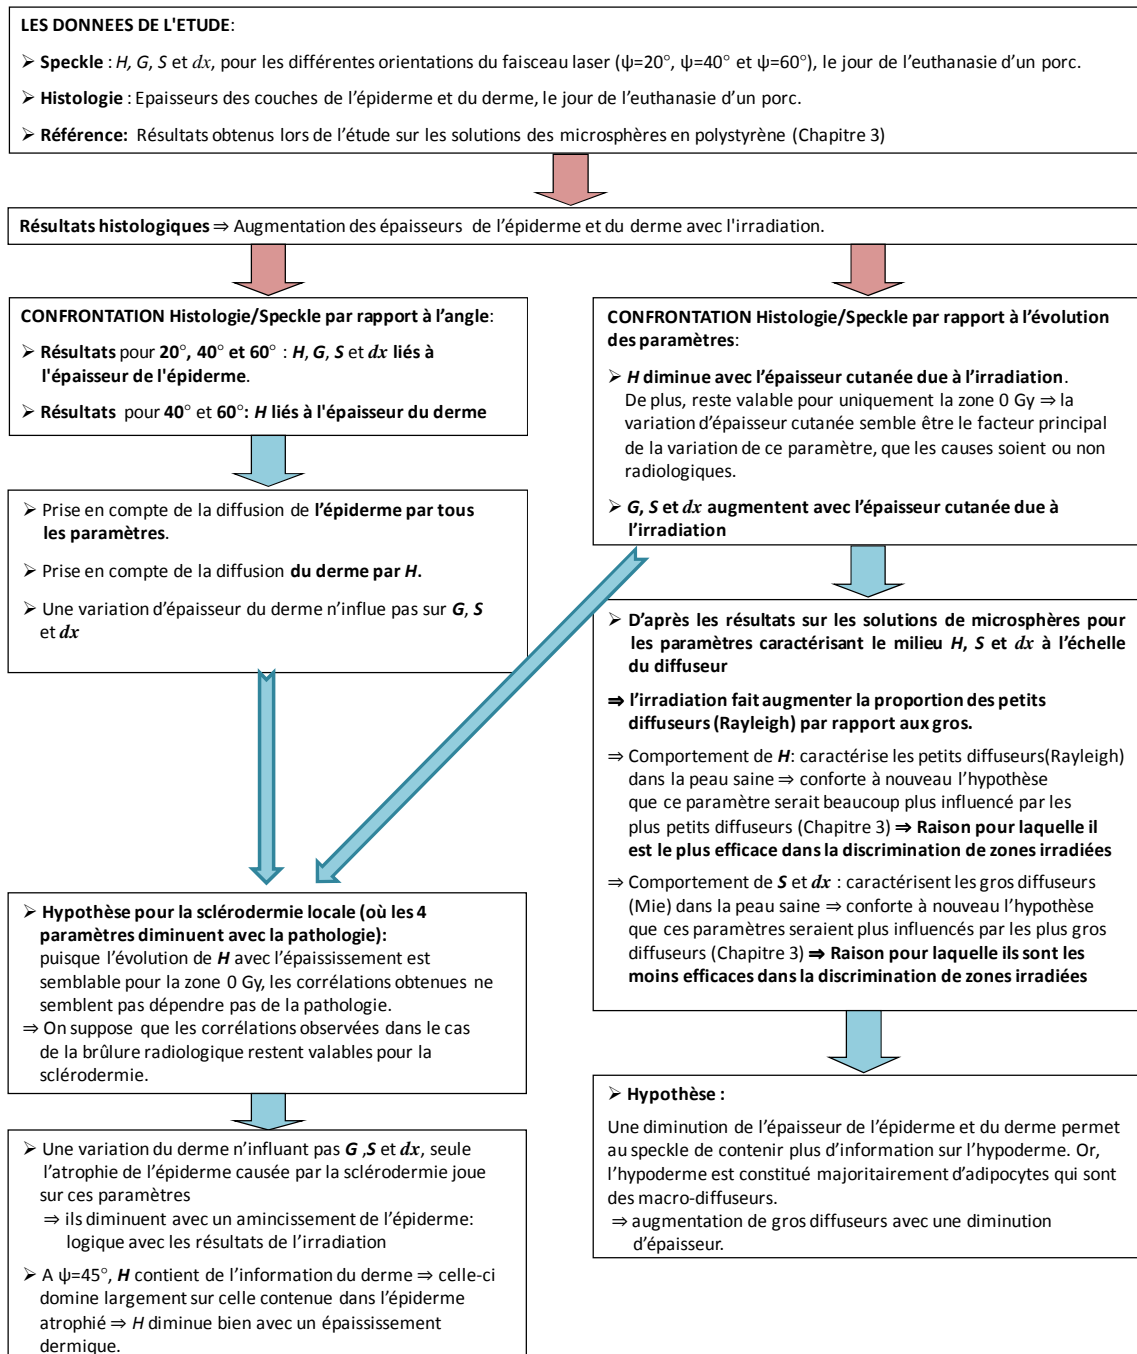 LES DONNEES DE L'ETUDE:
➢ Speckle : H, G, S et dx, pour les différentes orientations du faisceau laser (ψ=20°, ψ=40° et ψ=60°), le jour de l’euthanasie d’un porc.
➢ Histologie : Epaisseurs des couches de l’épiderme et du derme, le jour de l’euthanasie d’un porc.
➢ Référence: Résultats obtenus lors de l’étude sur les solutions des microsphères en polystyrène (Chapitre 3)
Résultats histologiques ⇒ Augmentation des épaisseurs de l’épiderme et du derme avec l'irradiation.
CONFRONTATION Histologie/Speckle par rapport à l’angle:
➢ Résultats pour 20°, 40° et 60° : H, G, S et dx liés à
l'épaisseur de l'épiderme.
➢ Résultats pour 40° et 60°: H liés à l'épaisseur du derme
➢ Prise en compte de la diffusion de l’épiderme par tous
les paramètres.
➢ Prise en compte de la diffusion du derme par H.
➢ Une variation d’épaisseur du derme n’influe pas sur G, S
et dx
CONFRONTATION Histologie/Speckle par rapport à l’évolution
des paramètres:
➢ H diminue avec l’épaisseur cutanée due à l’irradiation.
De plus, reste valable pour uniquement la zone 0 Gy ⇒ la
variation d’épaisseur cutanée semble être le facteur principal
de la variation de ce paramètre, que les causes soient ou non
radiologiques.
➢ G, S et dx augmentent avec l’épaisseur cutanée due à
l’irradiation
➢ D’après les résultats sur les solutions de microsphères pour
les paramètres caractérisant le milieu H, S et dx à l’échelle
du diffuseur
⇒ l’irradiation fait augmenter la proportion des petits
diffuseurs (Rayleigh) par rapport aux gros.
⇒ Comportement de H: caractérise les petits diffuseurs(Rayleigh)
dans la peau saine ⇒ conforte à nouveau l’hypothèse
que ce paramètre serait beaucoup plus influencé par les
plus petits diffuseurs (Chapitre 3) ⇒ Raison pour laquelle il
est le plus efficace dans la discrimination de zones irradiées
⇒ Comportement de S et dx : caractérisent les gros diffuseurs
(Mie) dans la peau saine ⇒ conforte à nouveau l’hypothèse
que ces paramètres seraient plus influencés par les plus gros
diffuseurs (Chapitre 3) ⇒ Raison pour laquelle ils sont les
moins efficaces dans la discrimination de zones irradiées
➢ Hypothèse pour la sclérodermie locale (où les 4
paramètres diminuent avec la pathologie):
puisque l’évolution de H avec l’épaississement est
semblable pour la zone 0 Gy, les corrélations obtenues ne
semblent pas dépendre pas de la pathologie.
⇒ On suppose que les corrélations observées dans le cas
de la brûlure radiologique restent valables pour la
sclérodermie.
➢ Une variation du derme n’influant pas G ,S et dx, seule
l’atrophie de l’épiderme causée par la sclérodermie joue
sur ces paramètres
⇒ ils diminuent avec un amincissement de l’épiderme:
logique avec les résultats de l’irradiation
➢ A ψ=45°, H contient de l’information du derme ⇒ celle-ci
domine largement sur celle contenue dans l’épiderme
atrophié ⇒ H diminue bien avec un épaississement
dermique.
➢ Hypothèse :
Une diminution de l’épaisseur de l’épiderme et du derme permet
au speckle de contenir plus d’information sur l’hypoderme. Or,
l’hypoderme est constitué majoritairement d’adipocytes qui sont
des macro-diffuseurs.
⇒ augmentation de gros diffuseurs avec une diminution
d’épaisseur.